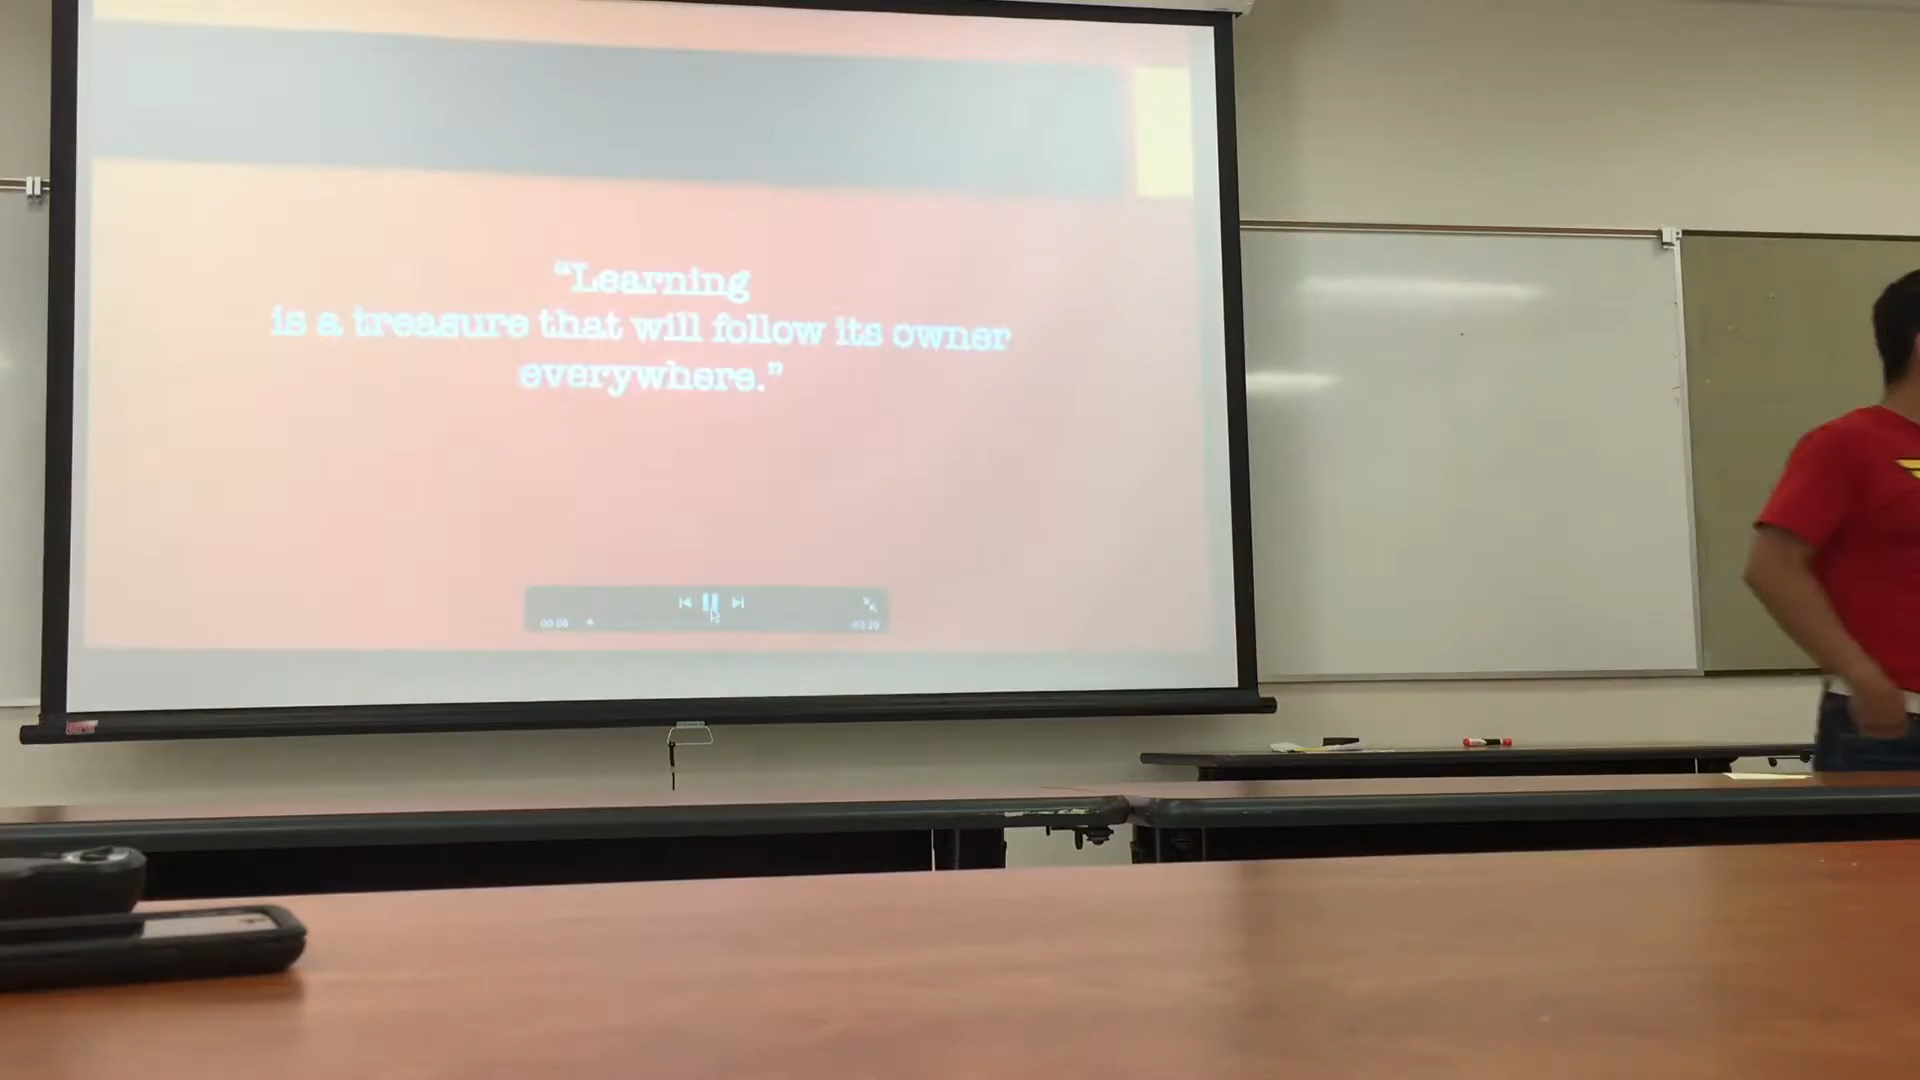 “Learning
is a treasure that will follow its owner
everywhere.”